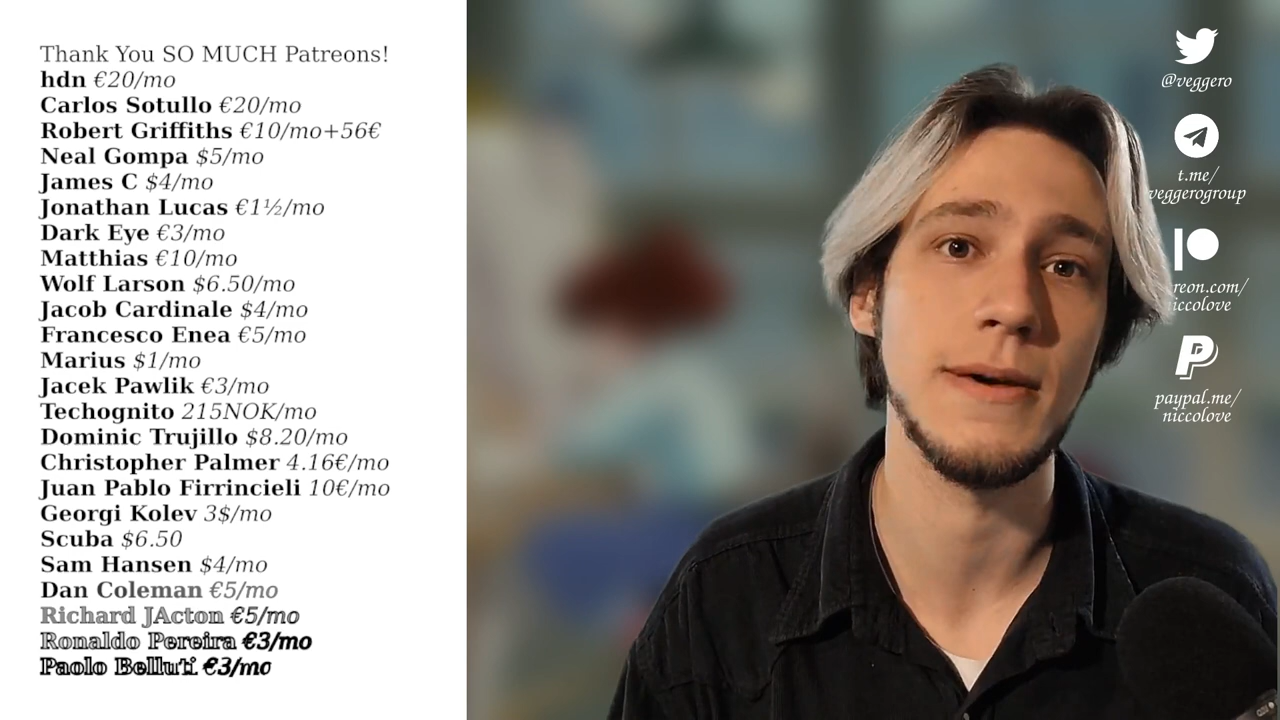 Thank You SO MUCH Patreons!
hdn €20/mo
Carlos Sotullo €20/mo
Robert Griffiths €10/mo+56€
Neal Gompa $5/mo
James C $4/mo
Jonathan Lucas €1½/mo
Dark Eye €3/mo
Matthias €10/mo
Wolf Larson $6.50/mo
Jacob Cardinale $4/mo
Francesco Enea €5/mo
Marius $1/mo
Jacek Pawlik €3/mo
Techognito 215NOK/mo
Dominic Trujillo $8.20/mo
Christopher Palmer 4.16€/mo
Juan Pablo Firrincieli 10€/mo
Georgi Kolev 3$/mo
Scuba $6.50
Sam Hansen $4/mo
Dan Coleman €5/mo
Richard JActon €5/mo
Ronaldo Pereira €3/mo
Paolo Belluti €3/mo
@veggero
t.me/
veggerogroup
reon.com/
niccolove
paypal.me/
niccolove